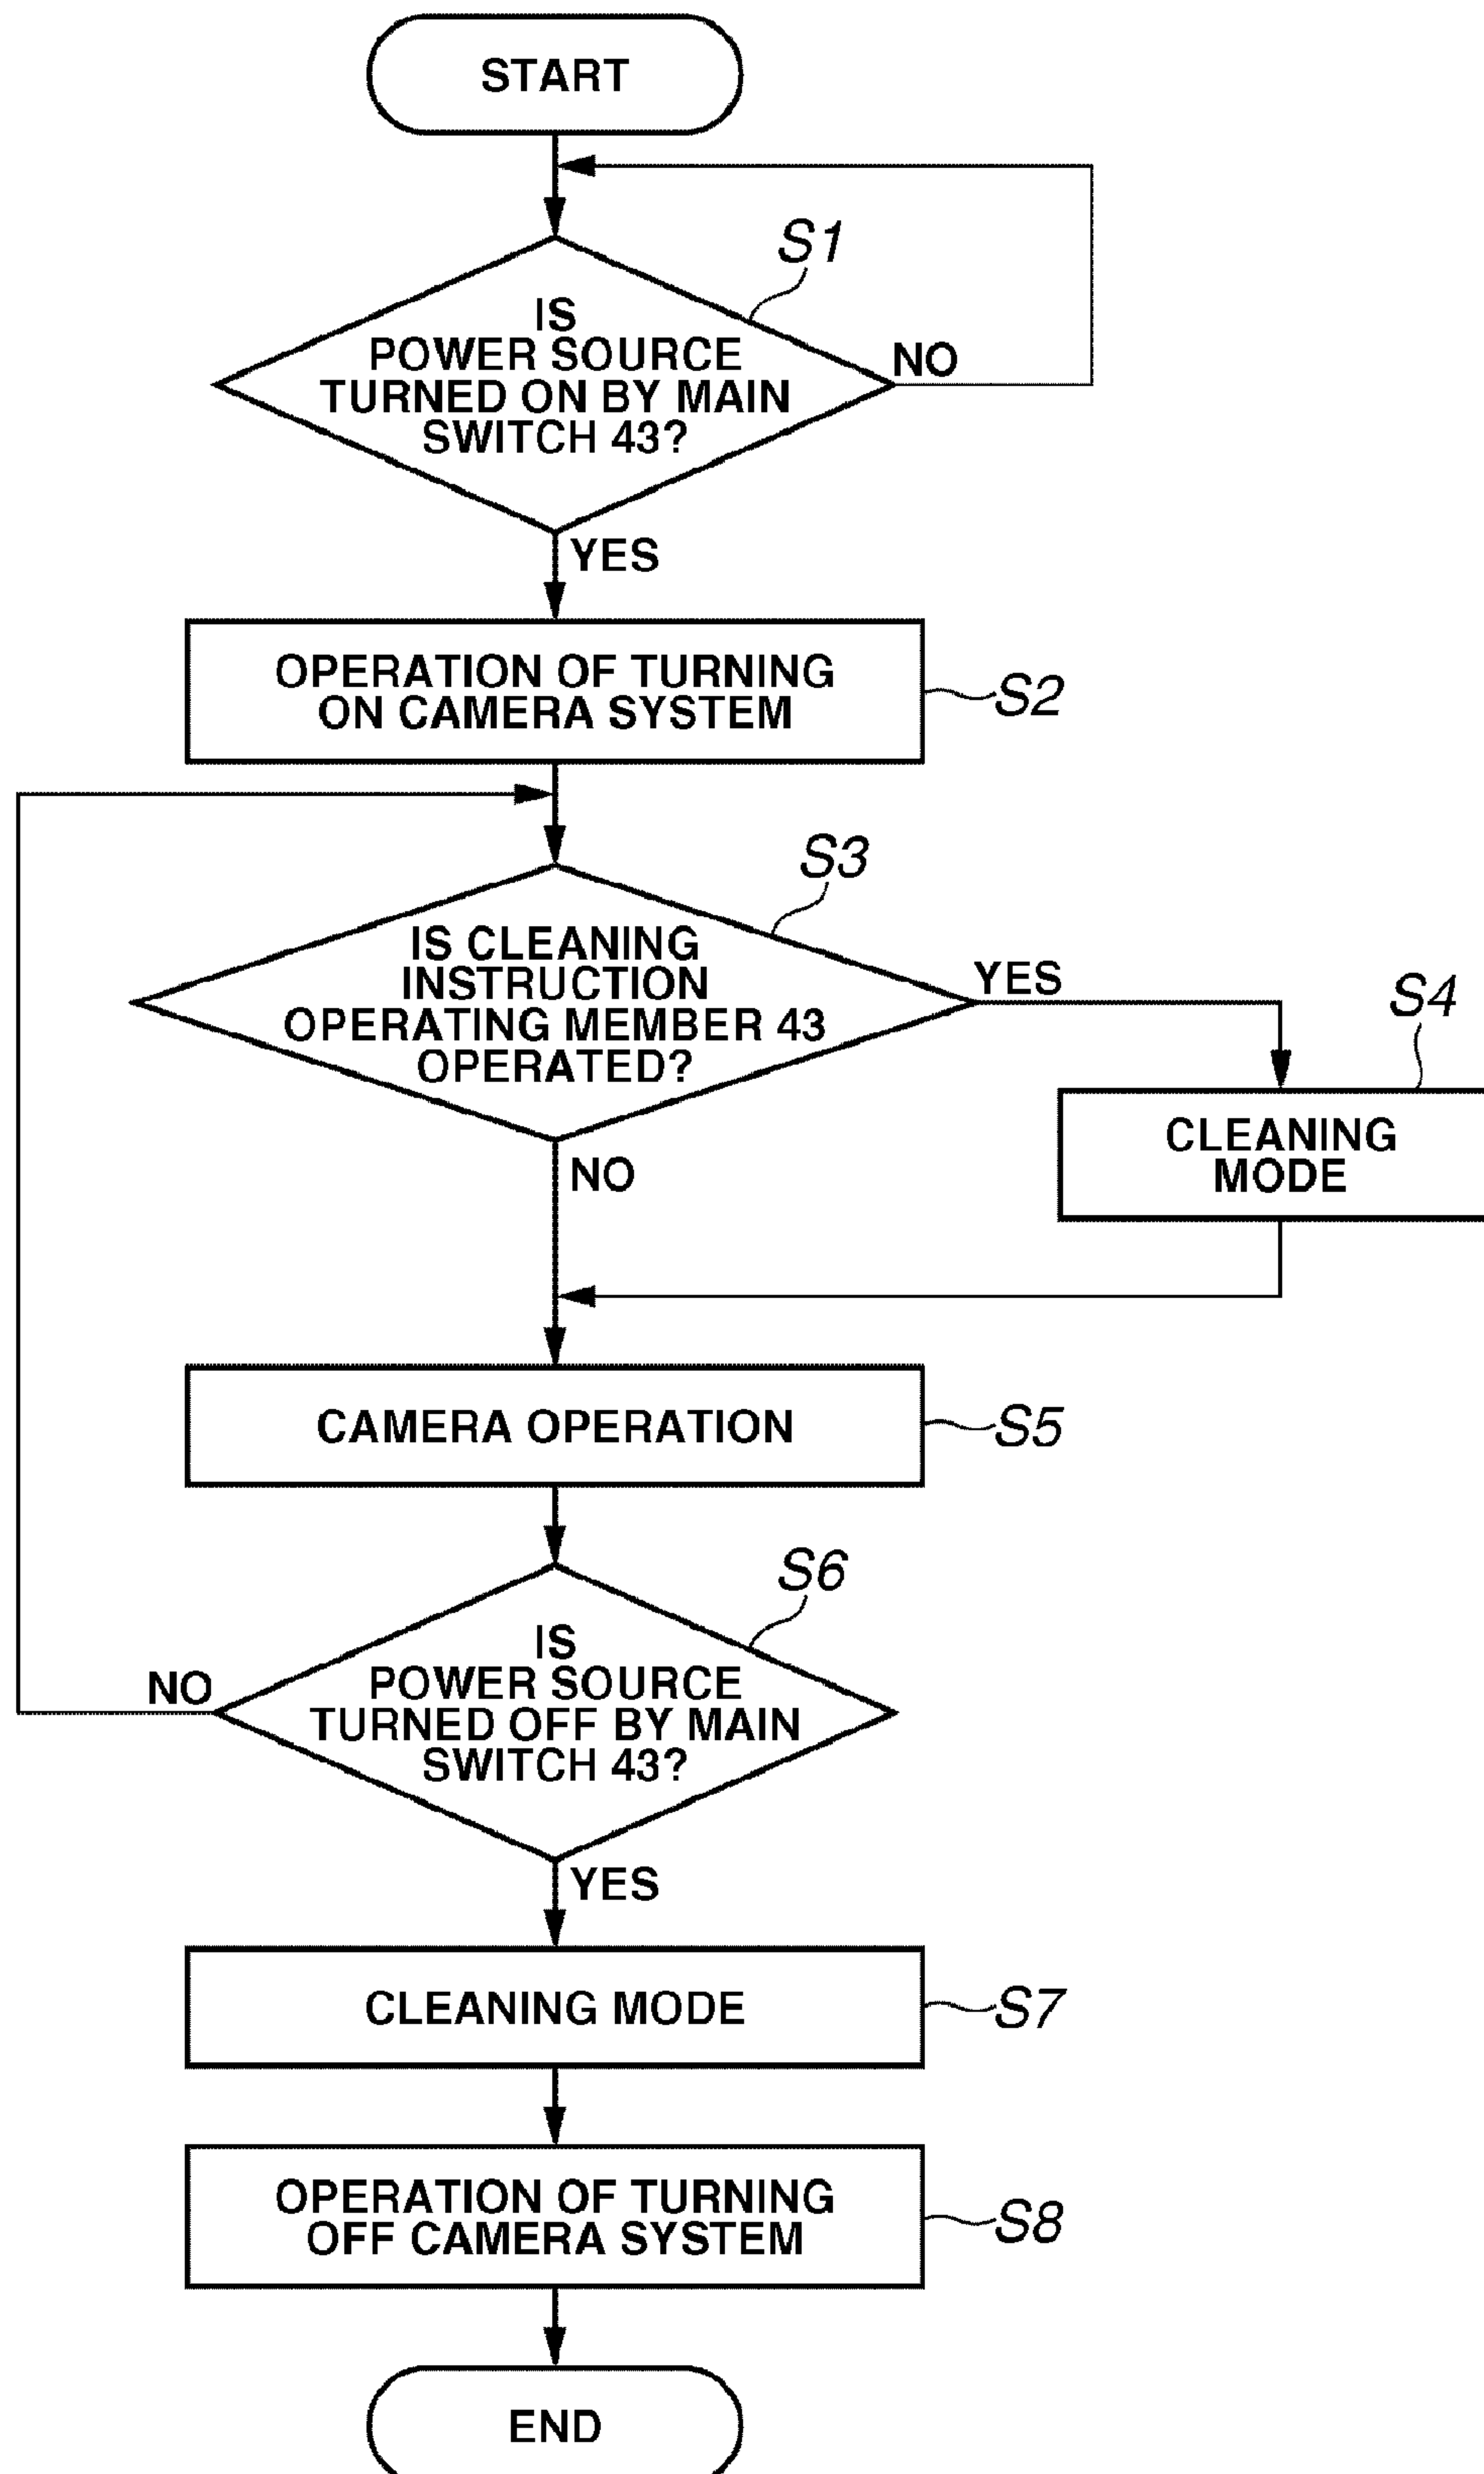 START
S1
IS
POWER SOURCE
TURNED ON BY MAIN
SWITCH 43?
NO
YES
OPERATION OF TURNING
ON CAMERA SYSTEM
S2
S3
IS CLEANING
INSTRUCTION
OPERATING MEMBER 43
OPERATED?
YES
S4
CLEANING
MODE
NO
CAMERA OPERATION
S5
S6
IS
POWER SOURCE
TURNED OFF BY MAIN
SWITCH 43?
NO
YES
CLEANING MODE
S7
OPERATION OF TURNING
OFF CAMERA SYSTEM
S8
END